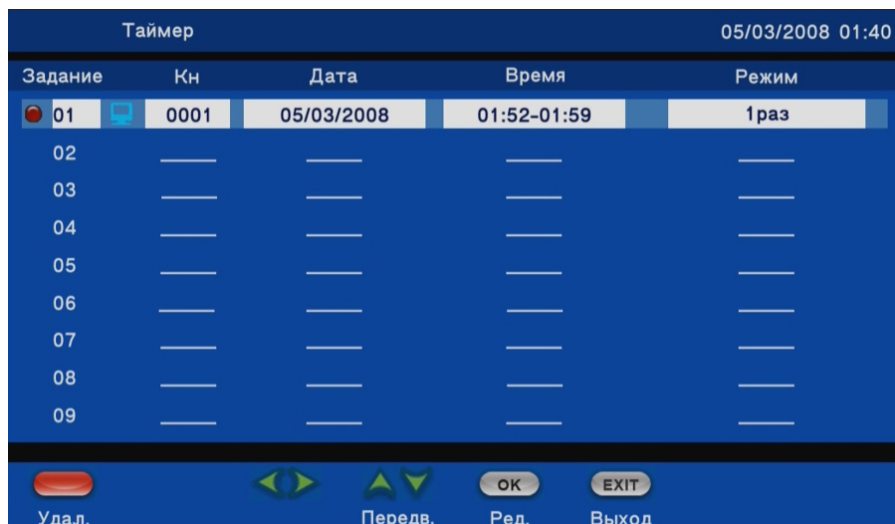 Таймер 05/03/2008 01:40
Задание Кн Дата Время Режим
01 0001 05/03/2008 01:52-01:59 1раз
02
03
04
05
06
07
08
09
OK EXIT
Удал. Передв. Ред. Выход